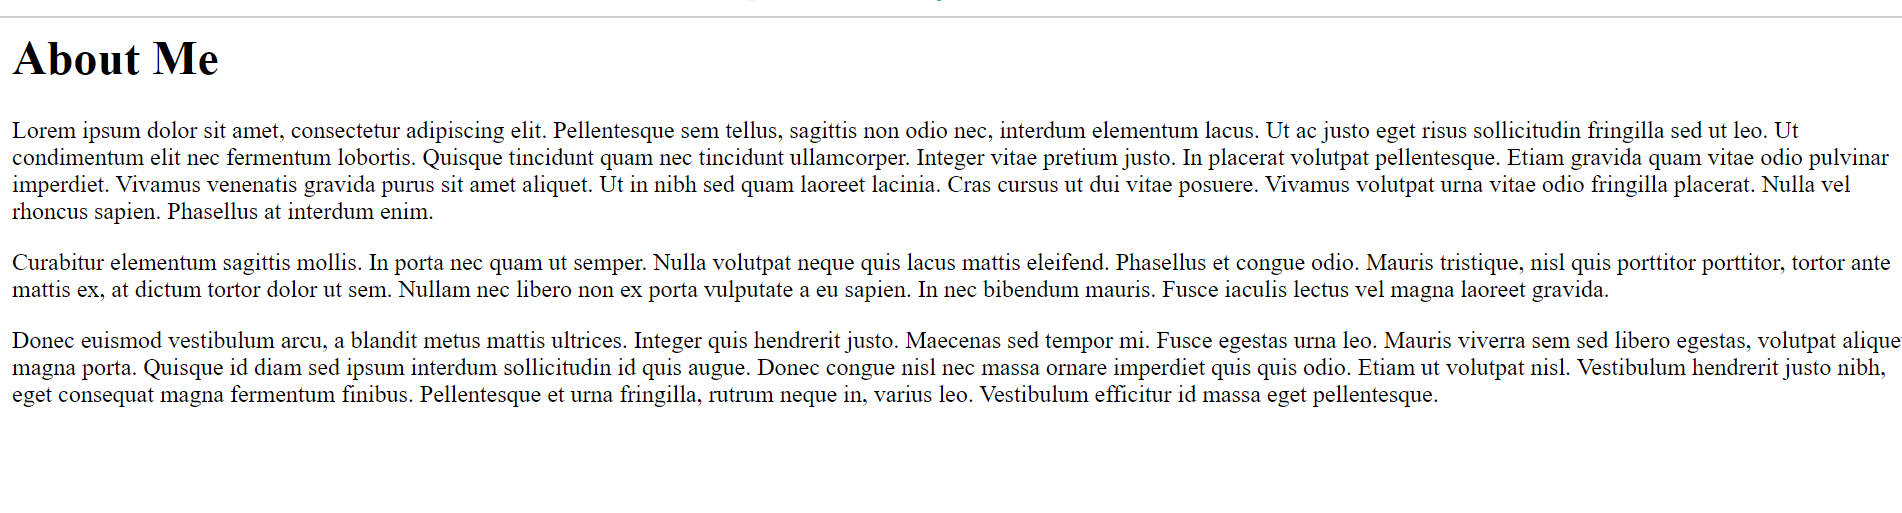 About Me
Lorem ipsum dolor sit amet, consectetur adipiscing elit. Pellentesque sem tellus, sagittis non odio nec, interdum elementum lacus. Ut ac justo eget risus sollicitudin fringilla sed ut leo. Ut
condimentum elit nec fermentum lobortis. Quisque tincidunt quam nec tincidunt ullamcorper. Integer vitae pretium justo. In placerat volutpat pellentesque. Etiam gravida quam vitae odio pulvinar
imperdiet. Vivamus venenatis gravida purus sit amet aliquet. Ut in nibh sed quam laoreet lacinia. Cras cursus ut dui vitae posuere. Vivamus volutpat urna vitae odio fringilla placerat. Nulla vel
rhoncus sapien. Phasellus at interdum enim.
Curabitur elementum sagittis mollis. In porta nec quam ut semper. Nulla volutpat neque quis lacus mattis eleifend. Phasellus et congue odio. Mauris tristique, nisl quis porttitor porttitor, tortor ante
mattis ex, at dictum tortor dolor ut sem. Nullam nec libero non ex porta vulputate a eu sapien. In nec bibendum mauris. Fusce iaculis lectus vel magna laoreet gravida.
Donec euismod vestibulum arcu, a blandit metus mattis ultrices. Integer quis hendrerit justo. Maecenas sed tempor mi. Fusce egestas urna leo. Mauris viverra sem sed libero egestas, volutpat alique
magna porta. Quisque id diam sed ipsum interdum sollicitudin id quis augue. Donec congue nisl nec massa ornare imperdiet quis quis odio. Etiam ut volutpat nisl. Vestibulum hendrerit justo nibh,
eget consequat magna fermentum finibus. Pellentesque et urna fringilla, rutrum neque in, varius leo. Vestibulum efficitur id massa eget pellentesque.